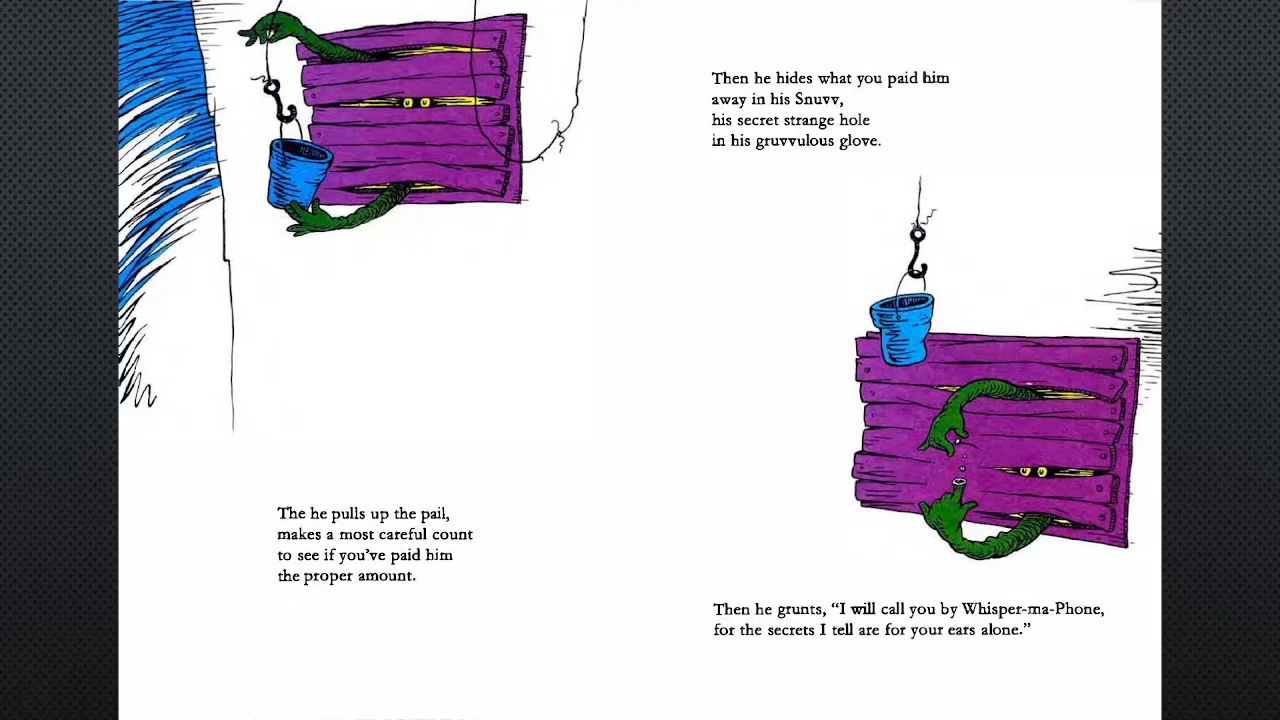 The he pulls up the pail,
makes a most careful count
to see if you've paid him
the proper amount.
Then he hides what you paid him
away in his Snuvv,
his secret strange hole
in his gruvvulous glove.
Then he grunts, “I will call you by Whisper-ma-Phone,
for the secrets I tell are for your ears alone.”